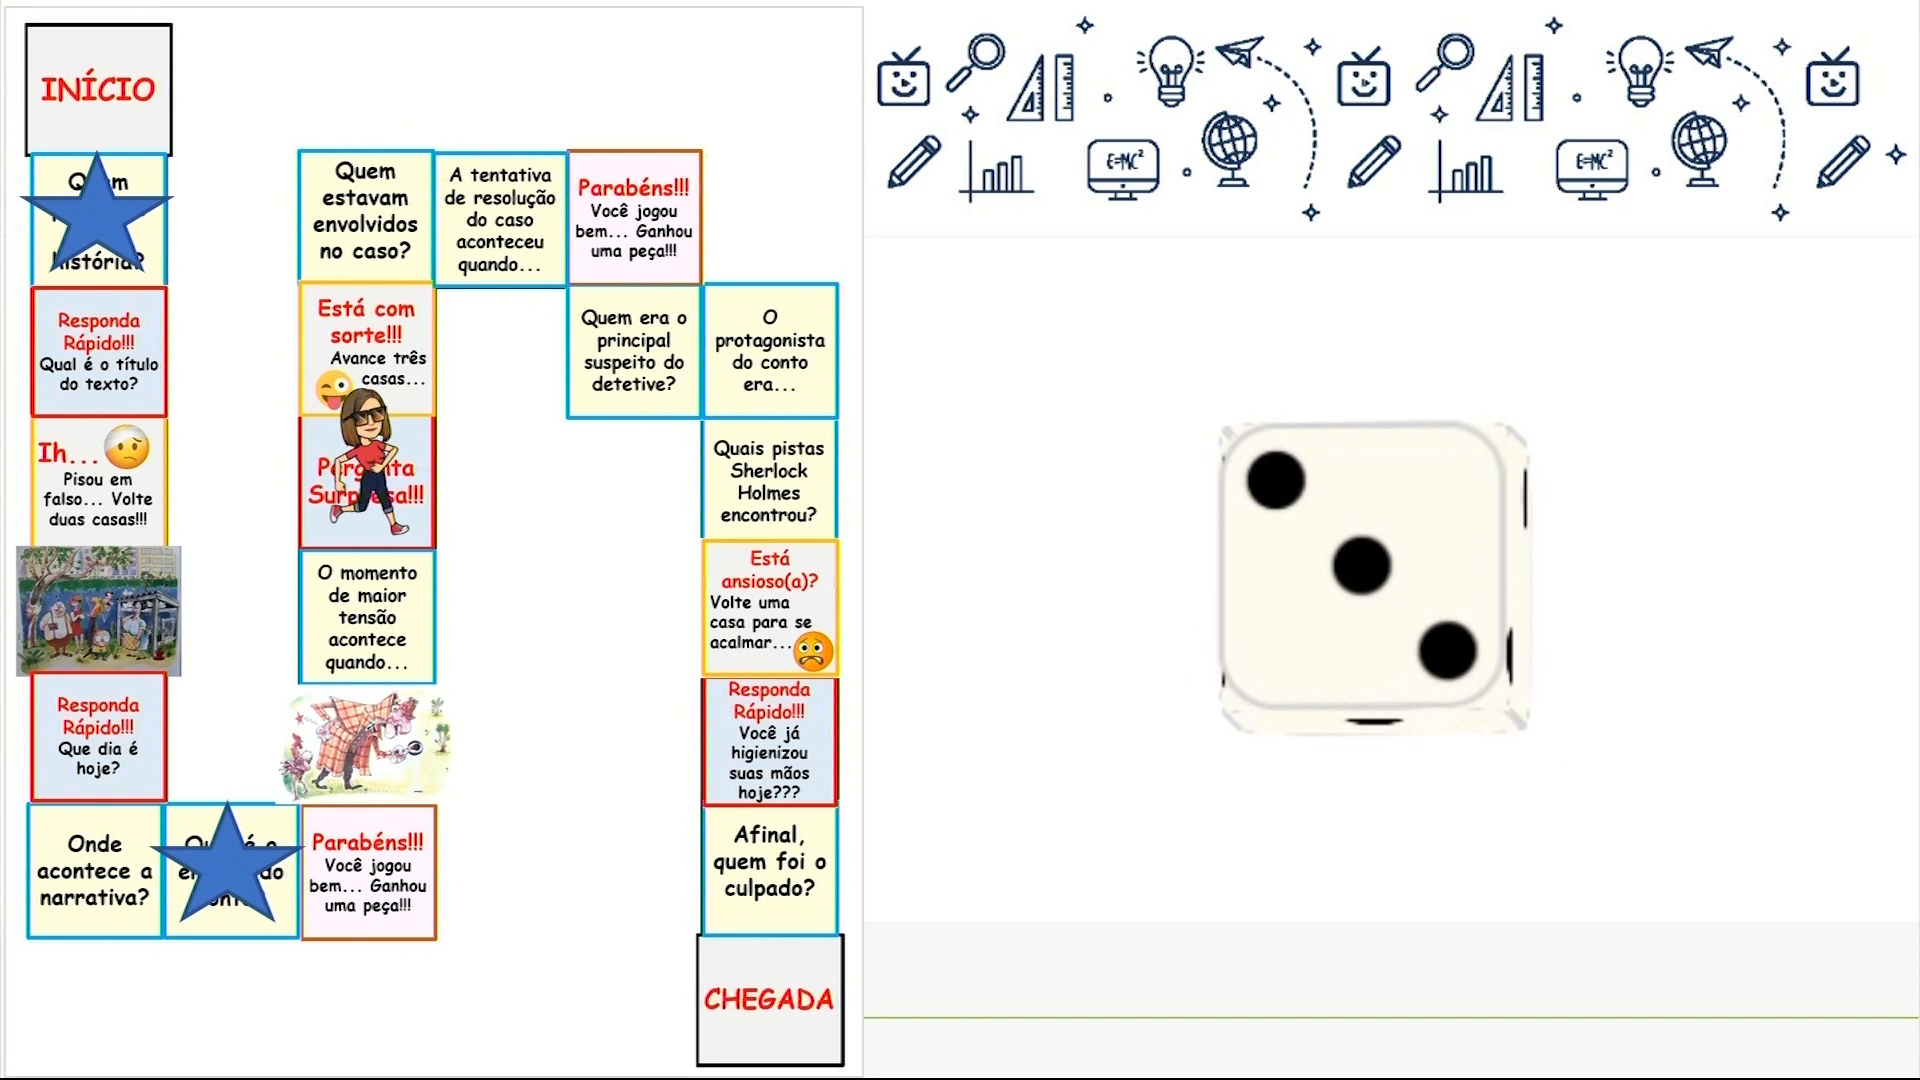 INÍCIO
história?
Responda
Rápido!!!
Qual é o título
do texto?
Ih...
Pisou em
falso... Volte
duas casas!!!
Responda
Rápido!!!
Que dia é
hoje?
Onde
acontece a
narrativa?
Parabéns!!!
Você jogou
bem... Ganhou
uma peça!!!
O momento
de maior
tensão
acontece
quando...
Pergunta
Surpresa!!!
Está com
sorte!!!
Avance três
casas...
Quem
estavam
envolvidos
no caso?
A tentativa
de resolução
do caso
aconteceu
quando...
Parabéns!!!
Você jogou
bem... Ganhou
uma peça!!!
Quem era o
principal
suspeito do
detetive?
O
protagonista
do conto
era...
Quais pistas
Sherlock
Holmes
encontrou?
Está
ansioso(a)?
Volte uma
casa para se
acalmar...
Responda
Rápido!!!
Você já
higienizou
suas mãos
hoje???
Afinal,
quem foi o
culpado?
CHEGADA
E=MC²
E=MC²